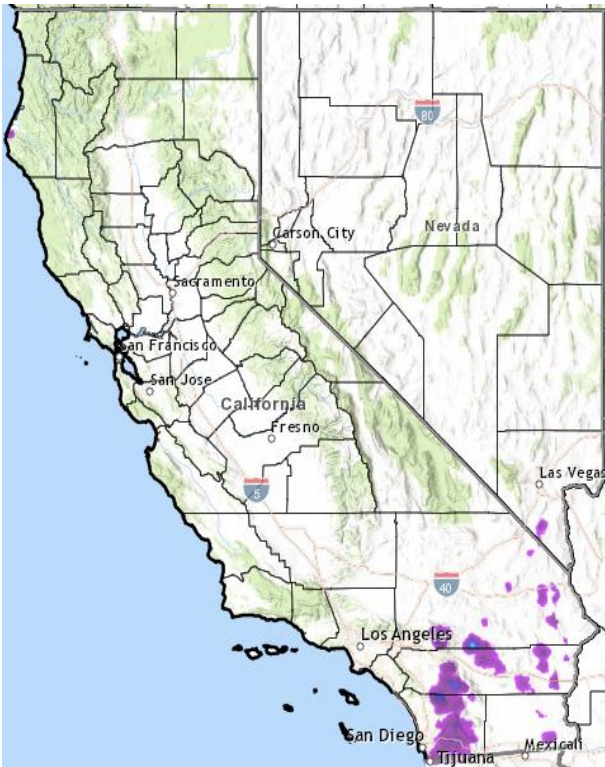 80
Carson City
Nevada
Sacramento
San Francisco
San Jose
California
Fresno
Las Vegas
5
40
Los Angeles
San Diego
Mexicali
Tijuana